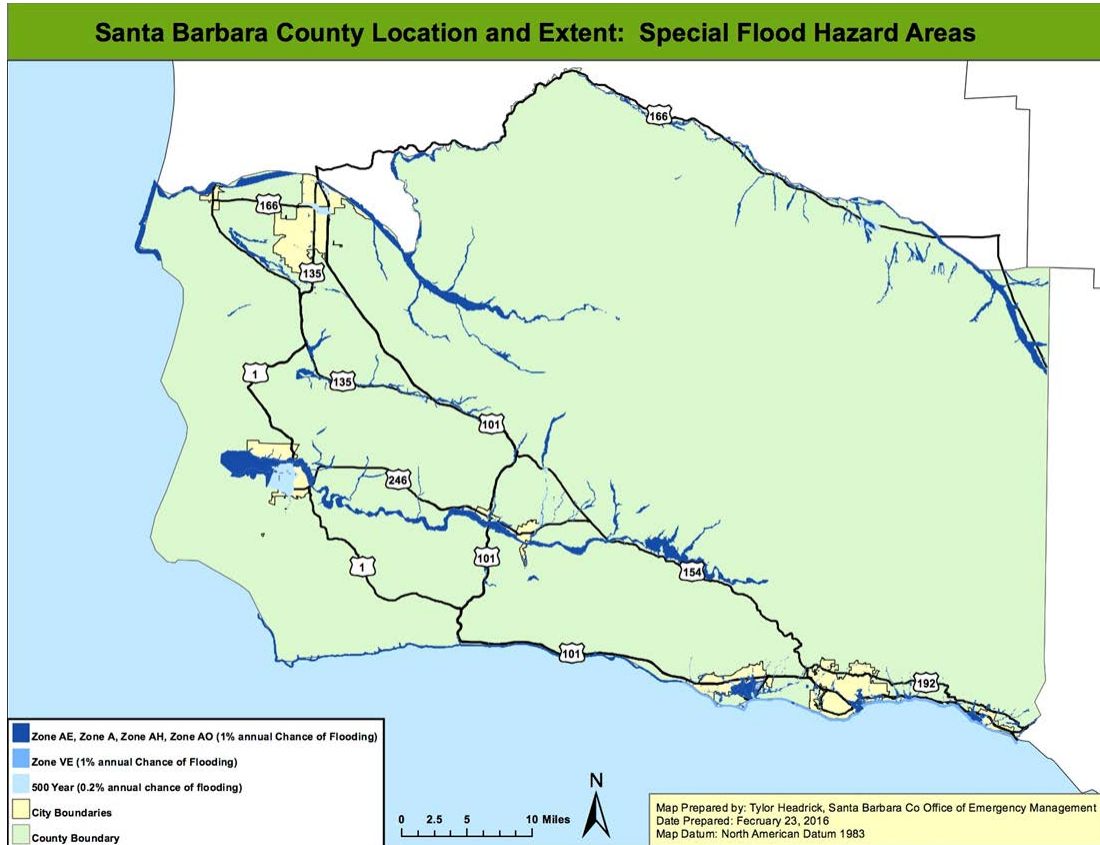 Santa Barbara County Location and Extent:  Special Flood Hazard Areas
166
166
135
1
135
101
246
101
1
154
101
192
Zone AE, Zone A, Zone AH, Zone AO (1% annual Chance of Flooding)
Zone VE (1% annual Chance of Flooding)
500 Year (0.2% annual chance of flooding)
City Boundaries
County Boundary
0 2.5 5 10 Miles
N
Map Prepared by: Tylor Headrick, Santa Barbara Co Office of Emergency Management
Date Prepared: Fecruary 23, 2016
Map Datum: North American Datum 1983